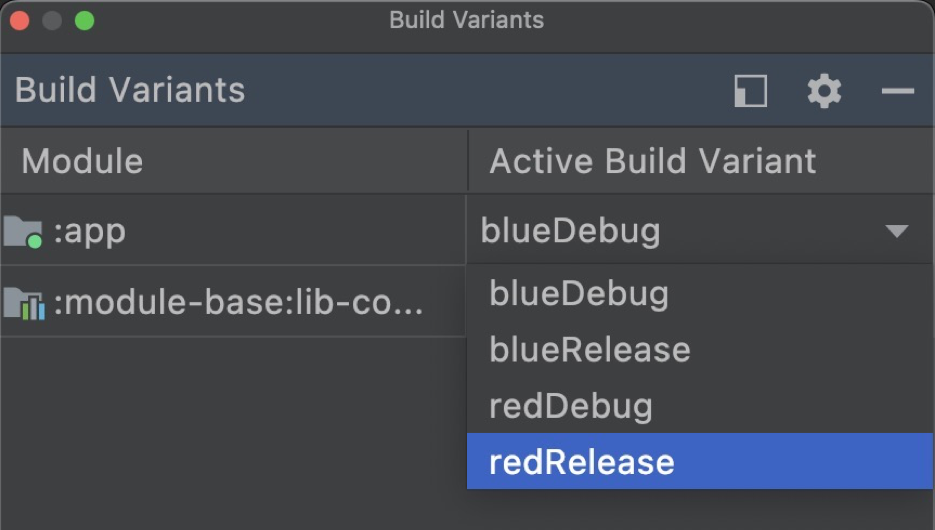 Build Variants
Build Variants
Module Active Build Variant
:app blueDebug
:module-base:lib-co...
blueDebug
blueRelease
redDebug
redRelease